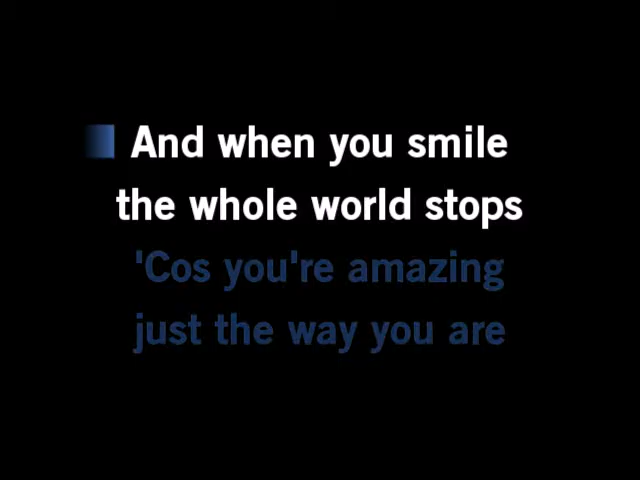 And when you smile
the whole world stops
'Cos you're amazing
just the way you are